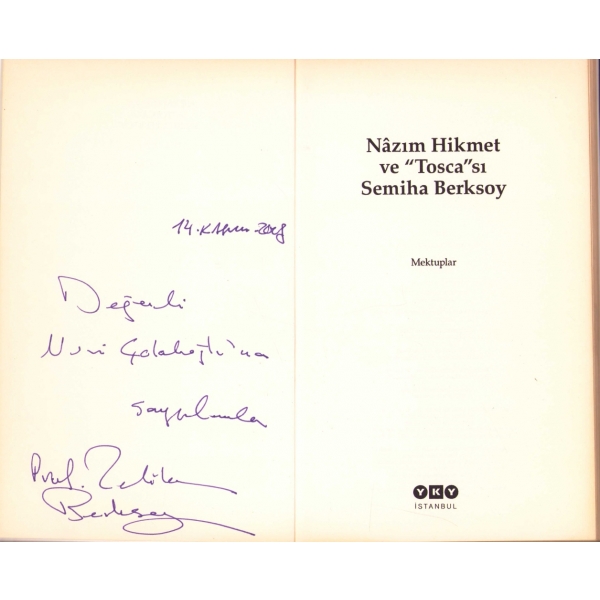 14. Kasım 2008
Değerli
Nuri Çolakoğlu'na
saygılarımla
Prof. Zeliha
Berksoy
Nâzım Hikmet
ve “Tosca”sı
Semiha Berksoy
Mektuplar
YKY
İSTANBUL